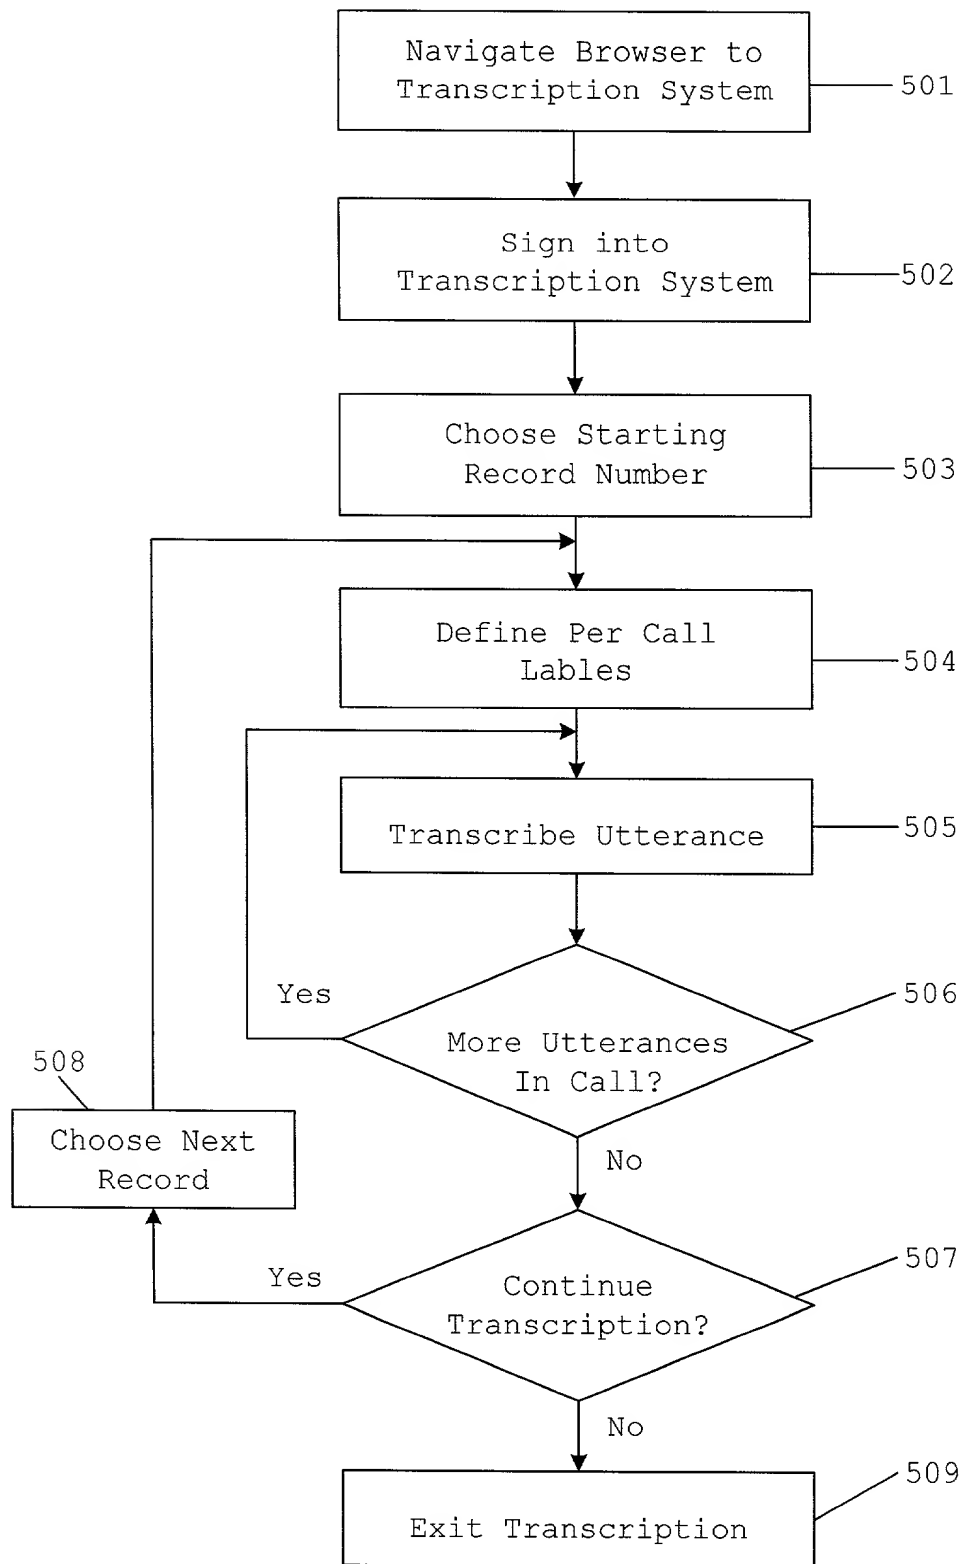 Navigate Browser to
Transcription System
501
Sign into
Transcription System
502
Choose Starting
Record Number
503
Define Per Call
Lables
504
Transcribe Utterance
505
Yes
506
More Utterances
In Call?
508
Choose Next
Record
No
Yes
507
Continue
Transcription?
No
509
Exit Transcription